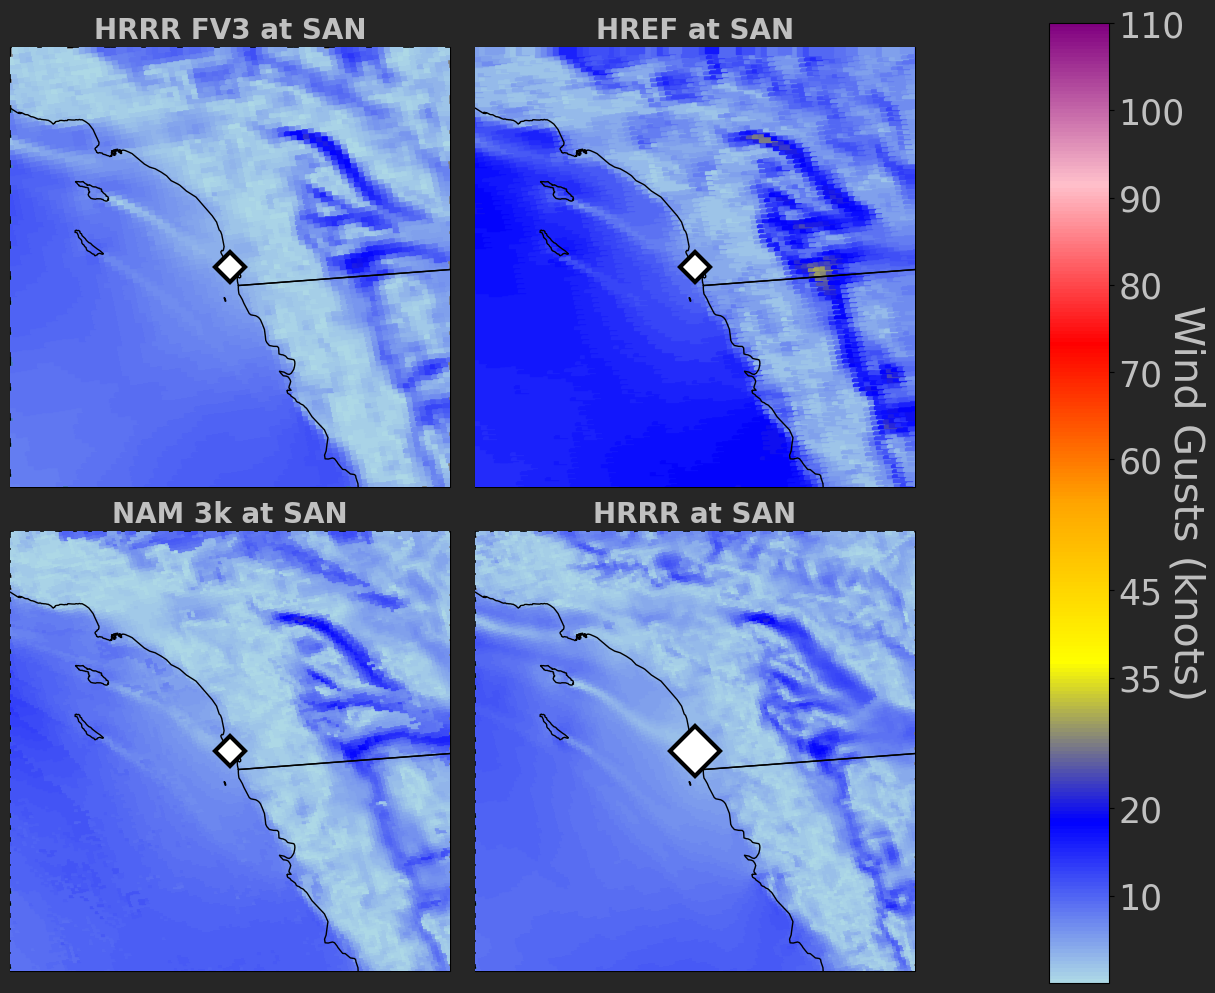 HRRR FV3 at SAN
HREF at SAN
NAM 3k at SAN
HRRR at SAN
110
100
90
80
70
60
45
35
20
10
Wind Gusts (knots)